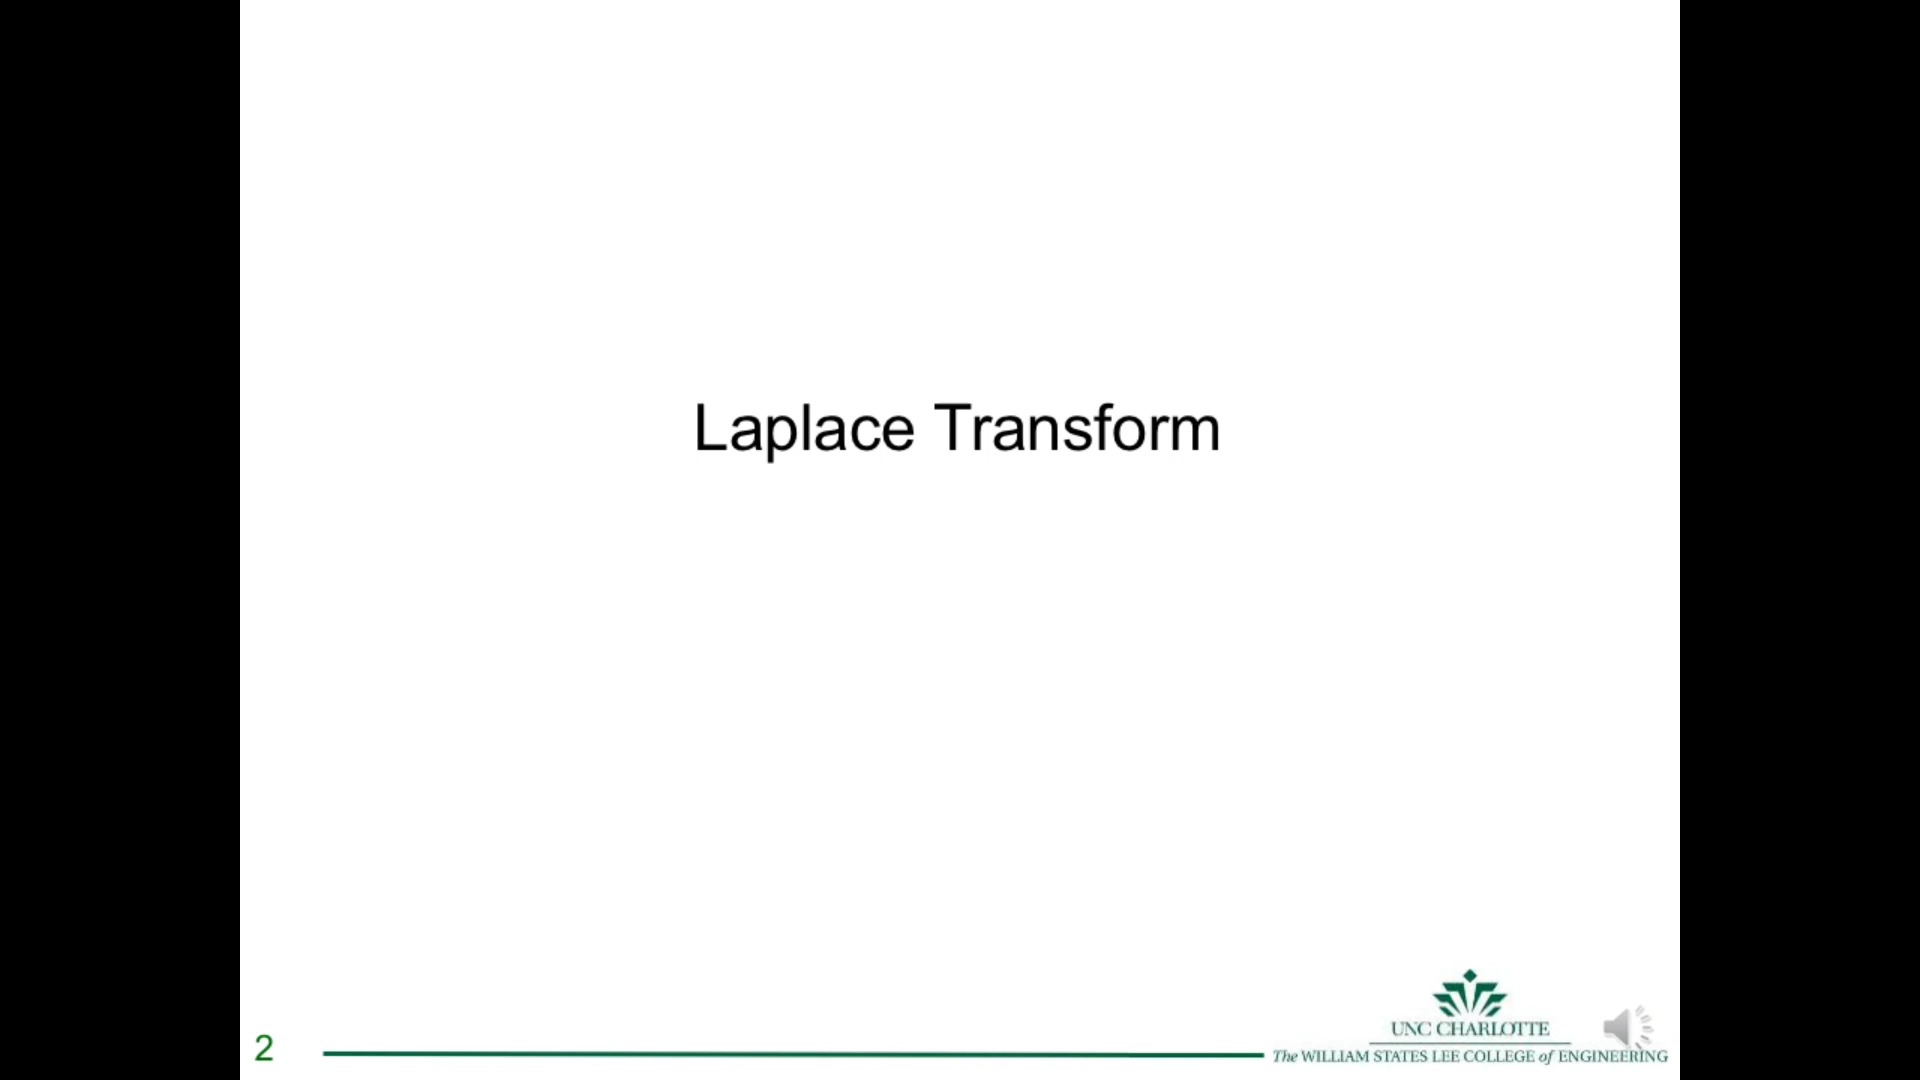 Laplace Transform
2
UNC CHARLOTTE
The WILLIAM STATES LEE COLLEGE of ENGINEERING